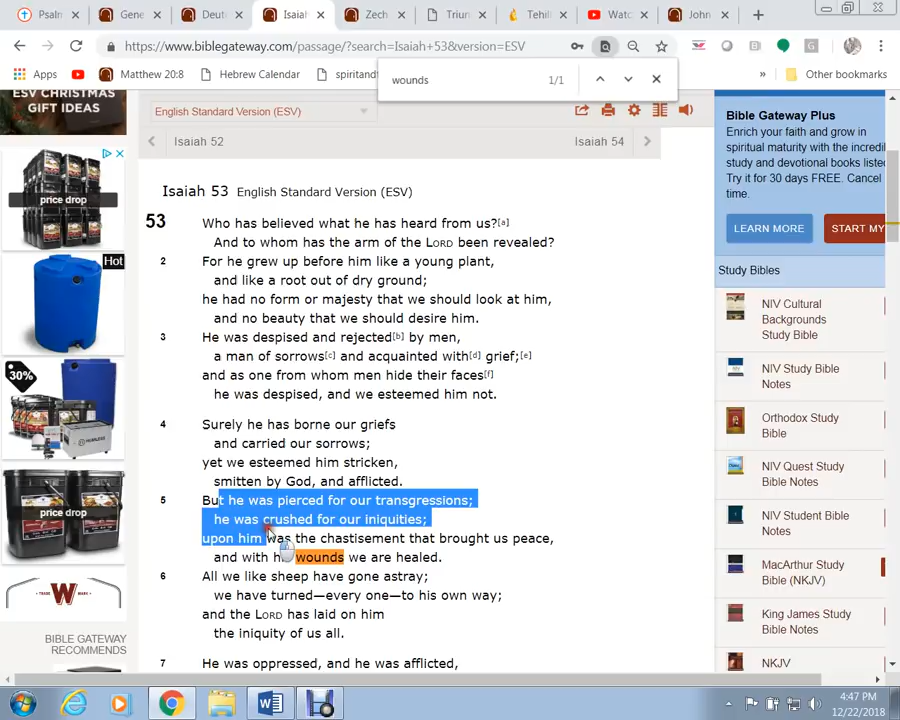 Psaln
Gene
Deut
Isaiah
Zech
Triun
Tehil
Watc
John
https://www.biblegateway.com/passage/?search=Isaiah+53&version=ESV
Apps
Matthew 20:8
Hebrew Calendar
spiritand
Other bookmarks
wounds 1/1
ESV CHRISTMAS
GIFT IDEAS
price drop
Hot
30%
price drop
W
BIBLE GATEWAY
RECOMMENDS
English Standard Version (ESV)
Isaiah 52
Isaiah 54
Isaiah 53 English Standard Version (ESV)
53 Who has believed what he has heard from us?[a]
And to whom has the arm of the LORD been revealed?
2 For he grew up before him like a young plant,
and like a root out of dry ground;
he had no form or majesty that we should look at him,
and no beauty that we should desire him.
3 He was despised and rejected[b] by men,
a man of sorrows[c] and acquainted with[d] grief;[e]
and as one from whom men hide their faces[f]
he was despised, and we esteemed him not.
4 Surely he has borne our griefs
and carried our sorrows;
yet we esteemed him stricken,
smitten by God, and afflicted.
5 But he was pierced for our transgressions;
he was crushed for our iniquities;
upon him was the chastisement that brought us peace,
and with his wounds we are healed.
6 All we like sheep have gone astray;
we have turned—every one—to his own way;
and the LORD has laid on him
the iniquity of us all.
7 He was oppressed, and he was afflicted,
Bible Gateway Plus
Enrich your faith and grow in
spiritual maturity with the incredi
study and devotional books listed
Try it for 30 days FREE. Cancel
time.
LEARN MORE
START MY
Study Bibles
NIV Cultural
Backgrounds
Study Bible
NIV Study Bible
Notes
Orthodox Study
Bible
NIV Quest Study
Bible Notes
NIV Student Bible
Notes
MacArthur Study
Bible (NKJV)
King James Study
Bible Notes
NKJV
4:47 PM
12/22/2018